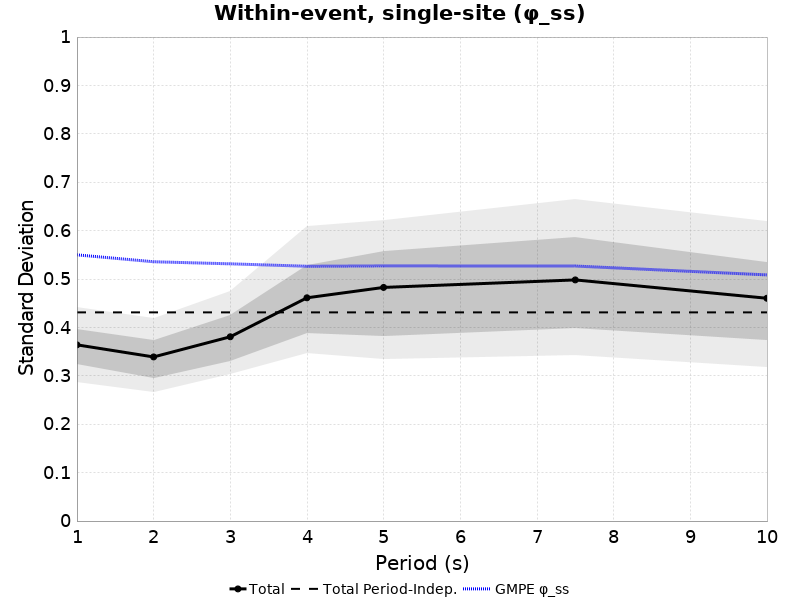 Within-event, single-site (φ_ss)
1
0.9
0.8
0.7
0.6
0.5
0.4
0.3
0.2
0.1
0
Standard Deviation
1 2 3 4 5 6 7 8 9 10
Period (s)
Total Total Period-Indep. GMPE φ_ss